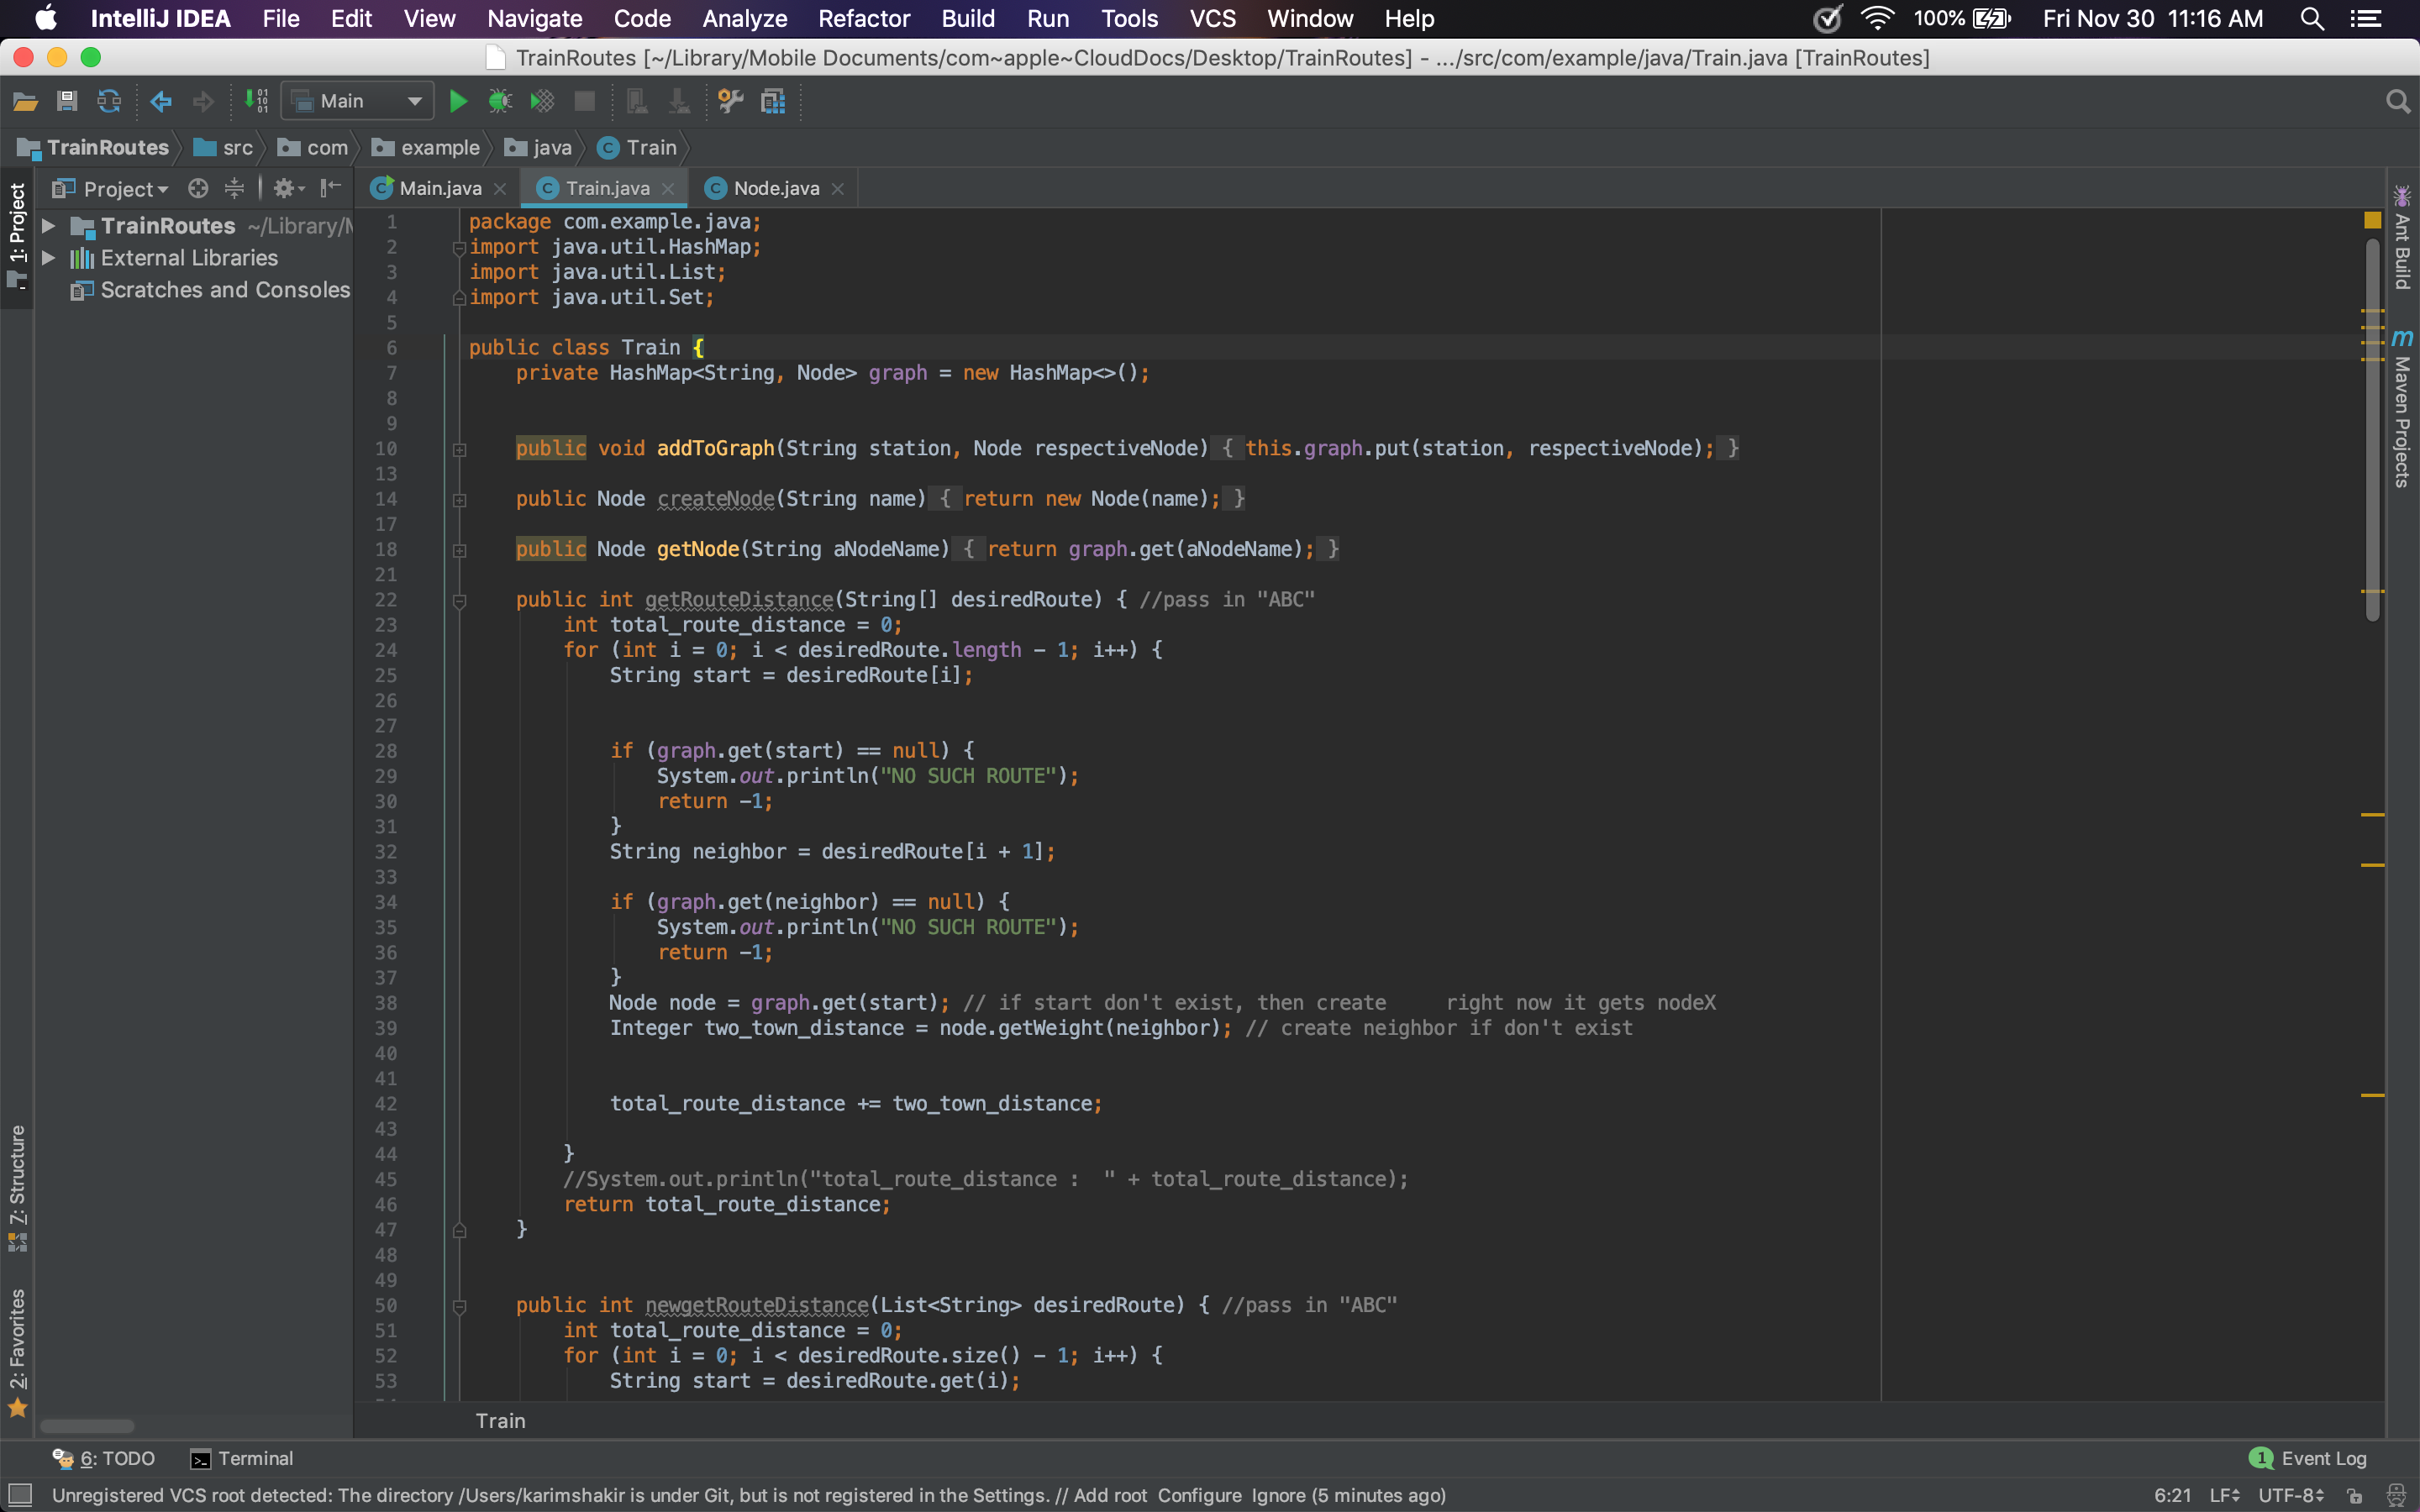 IntelliJ IDEA File Edit View Navigate Code Analyze Refactor Build Run Tools VCS Window Help 100% Fri Nov 30 11:16 AM
TrainRoutes [~/Library/Mobile Documents/com~apple~CloudDocs/Desktop/TrainRoutes] - .../src/com/example/java/Train.java [TrainRoutes]
Main
TrainRoutes src com example java Train
Project
Main.java Train.java Node.java
1: Project
TrainRoutes ~/Library/M
External Libraries
Scratches and Consoles
7: Structure
2: Favorites
1 package com.example.java;
2 import java.util.HashMap;
3 import java.util.List;
4 import java.util.Set;
5
6 public class Train {
7 private HashMap<String, Node> graph = new HashMap<>();
8
9
10 public void addToGraph(String station, Node respectiveNode) { this.graph.put(station, respectiveNode); }
13
14 public Node createNode(String name) { return new Node(name); }
17
18 public Node getNode(String aNodeName) { return graph.get(aNodeName); }
21
22 public int getRouteDistance(String[] desiredRoute) { //pass in "ABC"
23 int total_route_distance = 0;
24 for (int i = 0; i < desiredRoute.length - 1; i++) {
25 String start = desiredRoute[i];
26
27
28 if (graph.get(start) == null) {
29 System.out.println("NO SUCH ROUTE");
30 return -1;
31 }
32 String neighbor = desiredRoute[i + 1];
33
34 if (graph.get(neighbor) == null) {
35 System.out.println("NO SUCH ROUTE");
36 return -1;
37 }
38 Node node = graph.get(start); // if start don't exist, then create right now it gets nodeX
39 Integer two_town_distance = node.getWeight(neighbor); // create neighbor if don't exist
40
41
42 total_route_distance += two_town_distance;
43
44 }
45 //System.out.println("total_route_distance : " + total_route_distance);
46 return total_route_distance;
47 }
48
49
50 public int newgetRouteDistance(List<String> desiredRoute) { //pass in "ABC"
51 int total_route_distance = 0;
52 for (int i = 0; i < desiredRoute.size() - 1; i++) {
53 String start = desiredRoute.get(i);
Train
Ant Build
m Maven Projects
6: TODO Terminal 1 Event Log
Unregistered VCS root detected: The directory /Users/karimshakir is under Git, but is not registered in the Settings. // Add root Configure Ignore (5 minutes ago) 6:21 LF UTF-8